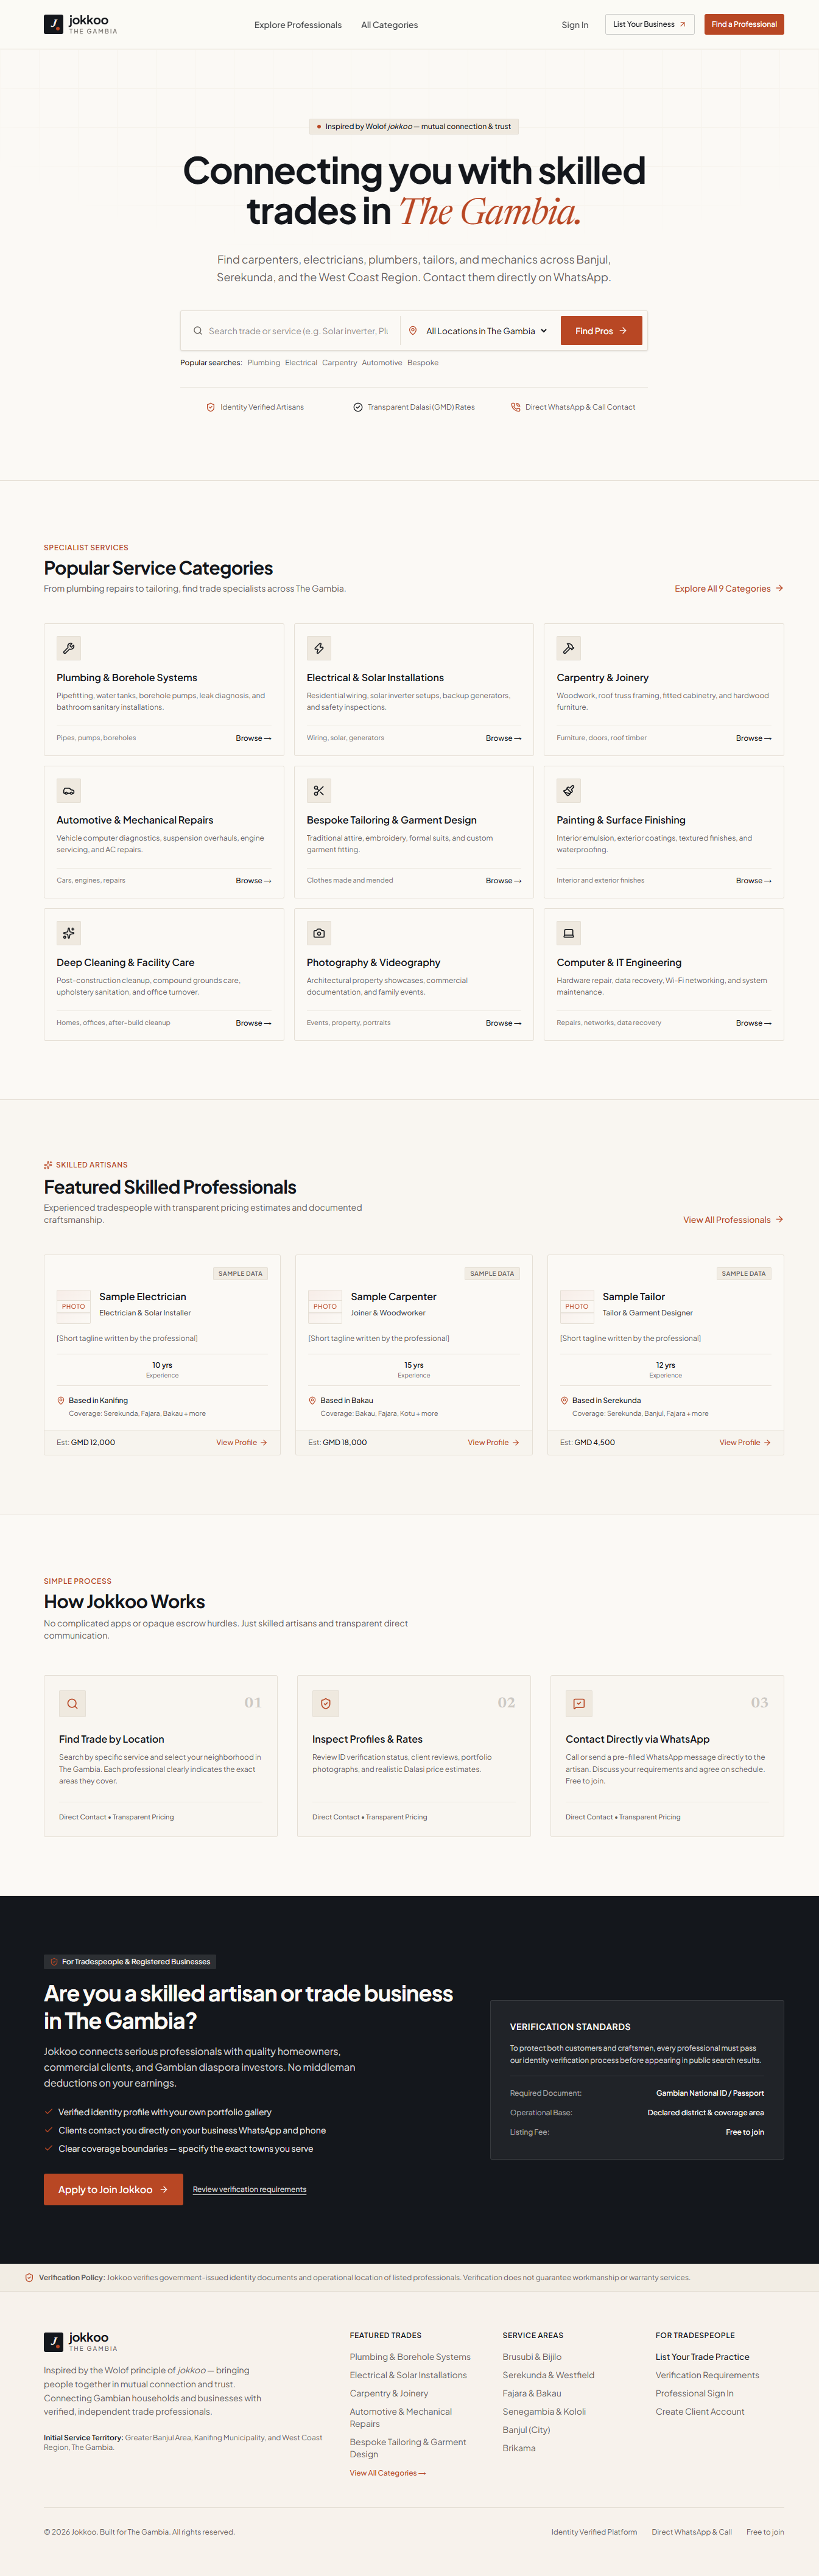 jokkoo
THE GAMBIA
Explore Professionals
All Categories
Sign In
List Your Business
Find a Professional
Inspired by Wolof jokkoo — mutual connection & trust
Connecting you with skilled
trades in The Gambia.
Find carpenters, electricians, plumbers, tailors, and mechanics across Banjul,
Serekunda, and the West Coast Region. Contact them directly on WhatsApp.
Search trade or service (e.g. Solar inverter, Plu
All Locations in The Gambia
Find Pros →
Popular searches: Plumbing Electrical Carpentry Automotive Bespoke
Identity Verified Artisans
Transparent Dalasi (GMD) Rates
Direct WhatsApp & Call Contact
SPECIALIST SERVICES
Popular Service Categories
From plumbing repairs to tailoring, find trade specialists across The Gambia.
Explore All 9 Categories →
Plumbing & Borehole Systems
Pipefitting, water tanks, borehole pumps, leak diagnosis, and
bathroom sanitary installations.
Pipes, pumps, boreholes
Browse →
Electrical & Solar Installations
Residential wiring, solar inverter setups, backup generators,
and safety inspections.
Wiring, solar, generators
Browse →
Carpentry & Joinery
Woodwork, roof truss framing, fitted cabinetry, and hardwood
furniture.
Furniture, doors, roof timber
Browse →
Automotive & Mechanical Repairs
Vehicle computer diagnostics, suspension overhauls, engine
servicing, and AC repairs.
Cars, engines, repairs
Browse →
Bespoke Tailoring & Garment Design
Traditional attire, embroidery, formal suits, and custom
garment fitting.
Clothes made and mended
Browse →
Painting & Surface Finishing
Interior emulsion, exterior coatings, textured finishes, and
waterproofing.
Interior and exterior finishes
Browse →
Deep Cleaning & Facility Care
Post-construction cleanup, compound grounds care,
upholstery sanitation, and office turnover.
Homes, offices, after-build cleanup
Browse →
Photography & Videography
Architectural property showcases, commercial
documentation, and family events.
Events, property, portraits
Browse →
Computer & IT Engineering
Hardware repair, data recovery, Wi-Fi networking, and system
maintenance.
Repairs, networks, data recovery
Browse →
SKILLED ARTISANS
Featured Skilled Professionals
Experienced tradespeople with transparent pricing estimates and documented
craftsmanship.
View All Professionals →
SAMPLE DATA
PHOTO
Sample Electrician
Electrician & Solar Installer
[Short tagline written by the professional]
10 yrs
Experience
Based in Kanifing
Coverage: Serekunda, Fajara, Bakau + more
Est: GMD 12,000
View Profile →
SAMPLE DATA
PHOTO
Sample Carpenter
Joiner & Woodworker
[Short tagline written by the professional]
15 yrs
Experience
Based in Bakau
Coverage: Bakau, Fajara, Kotu + more
Est: GMD 18,000
View Profile →
SAMPLE DATA
PHOTO
Sample Tailor
Tailor & Garment Designer
[Short tagline written by the professional]
12 yrs
Experience
Based in Serekunda
Coverage: Serekunda, Banjul, Fajara + more
Est: GMD 4,500
View Profile →
SIMPLE PROCESS
How Jokkoo Works
No complicated apps or opaque escrow hurdles. Just skilled artisans and transparent direct
communication.
01
Find Trade by Location
Search by specific service and select your neighborhood in
The Gambia. Each professional clearly indicates the exact
areas they cover.
Direct Contact • Transparent Pricing
02
Inspect Profiles & Rates
Review ID verification status, client reviews, portfolio
photographs, and realistic Dalasi price estimates.
Direct Contact • Transparent Pricing
03
Contact Directly via WhatsApp
Call or send a pre-filled WhatsApp message directly to the
artisan. Discuss your requirements and agree on schedule.
Free to join.
Direct Contact • Transparent Pricing
For Tradespeople & Registered Businesses
Are you a skilled artisan or trade business
in The Gambia?
Jokkoo connects serious professionals with quality homeowners,
commercial clients, and Gambian diaspora investors. No middleman
deductions on your earnings.
Verified identity profile with your own portfolio gallery
Clients contact you directly on your business WhatsApp and phone
Clear coverage boundaries — specify the exact towns you serve
Apply to Join Jokkoo →
Review verification requirements
VERIFICATION STANDARDS
To protect both customers and craftsmen, every professional must pass
our identity verification process before appearing in public search results.
Required Document: Gambian National ID / Passport
Operational Base: Declared district & coverage area
Listing Fee: Free to join
Verification Policy: Jokkoo verifies government-issued identity documents and operational location of listed professionals. Verification does not guarantee workmanship or warranty services.
jokkoo
THE GAMBIA
Inspired by the Wolof principle of jokkoo — bringing
people together in mutual connection and trust.
Connecting Gambian households and businesses with
verified, independent trade professionals.
Initial Service Territory: Greater Banjul Area, Kanifing Municipality, and West Coast
Region, The Gambia.
FEATURED TRADES
Plumbing & Borehole Systems
Electrical & Solar Installations
Carpentry & Joinery
Automotive & Mechanical
Repairs
Bespoke Tailoring & Garment
Design
View All Categories →
SERVICE AREAS
Brusubi & Bijilo
Serekunda & Westfield
Fajara & Bakau
Senegambia & Kololi
Banjul (City)
Brikama
FOR TRADESPEOPLE
List Your Trade Practice
Verification Requirements
Professional Sign In
Create Client Account
© 2026 Jokkoo. Built for The Gambia. All rights reserved.
Identity Verified Platform
Direct WhatsApp & Call
Free to join